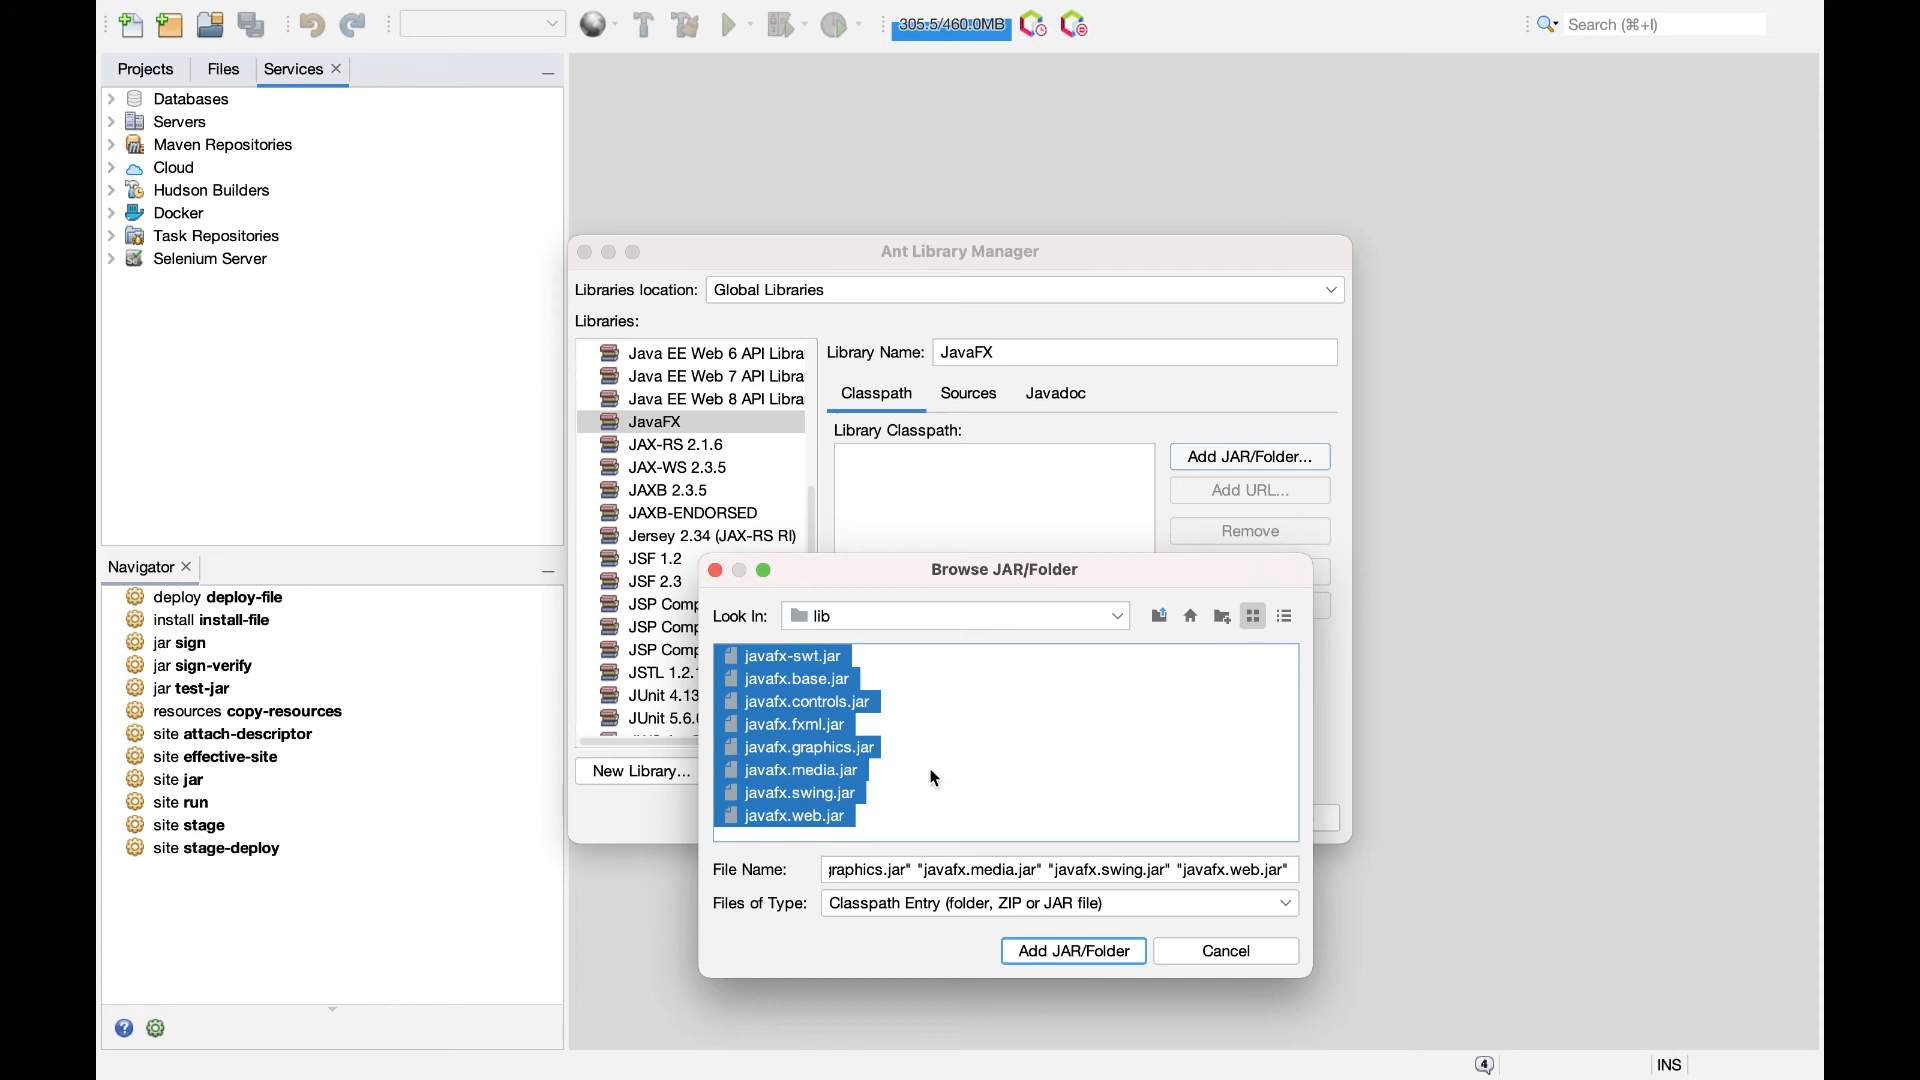 305.5/460.0MB
Search (⌘+I)
Projects
Files
Services
Databases
Servers
Maven Repositories
Cloud
Hudson Builders
Docker
Task Repositories
Selenium Server
Navigator
deploy deploy-file
install install-file
jar sign
jar sign-verify
jar test-jar
resources copy-resources
site attach-descriptor
site effective-site
site jar
site run
site stage
site stage-deploy
Ant Library Manager
Libraries location: Global Libraries
Libraries:
Java EE Web 6 API Libra
Java EE Web 7 API Libra
Java EE Web 8 API Libra
JavaFX
JAX-RS 2.1.6
JAX-WS 2.3.5
JAXB 2.3.5
JAXB-ENDORSED
Jersey 2.34 (JAX-RS RI)
JSF 1.2
JSF 2.3
JSP Comp
JSP Comp
JSP Comp
JSTL 1.2.
JUnit 4.13
JUnit 5.6.
New Library...
Library Name: JavaFX
Classpath
Sources
Javadoc
Library Classpath:
Add JAR/Folder...
Add URL...
Remove
Browse JAR/Folder
Look In: lib
javafx-swt.jar
javafx.base.jar
javafx.controls.jar
javafx.fxml.jar
javafx.graphics.jar
javafx.media.jar
javafx.swing.jar
javafx.web.jar
File Name: graphics.jar" "javafx.media.jar" "javafx.swing.jar" "javafx.web.jar"
Files of Type: Classpath Entry (folder, ZIP or JAR file)
Add JAR/Folder
Cancel
4
INS